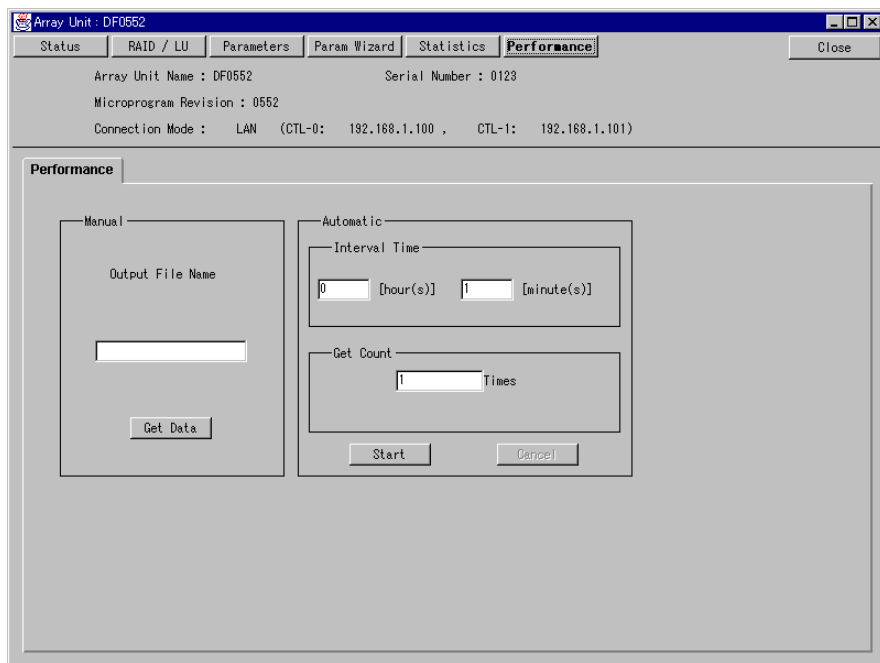 Array Unit : DF0552
Status RAID / LU Parameters Param Wizard Statistics Performance Close
Array Unit Name : DF0552 Serial Number : 0123
Microprogram Revision : 0552
Connection Mode : LAN (CTL-0: 192.168.1.100 , CTL-1: 192.168.1.101)
Performance
Manual
Output File Name
Get Data
Automatic
Interval Time
0 [hour(s)] 1 [minute(s)]
Get Count
1 Times
Start Cancel